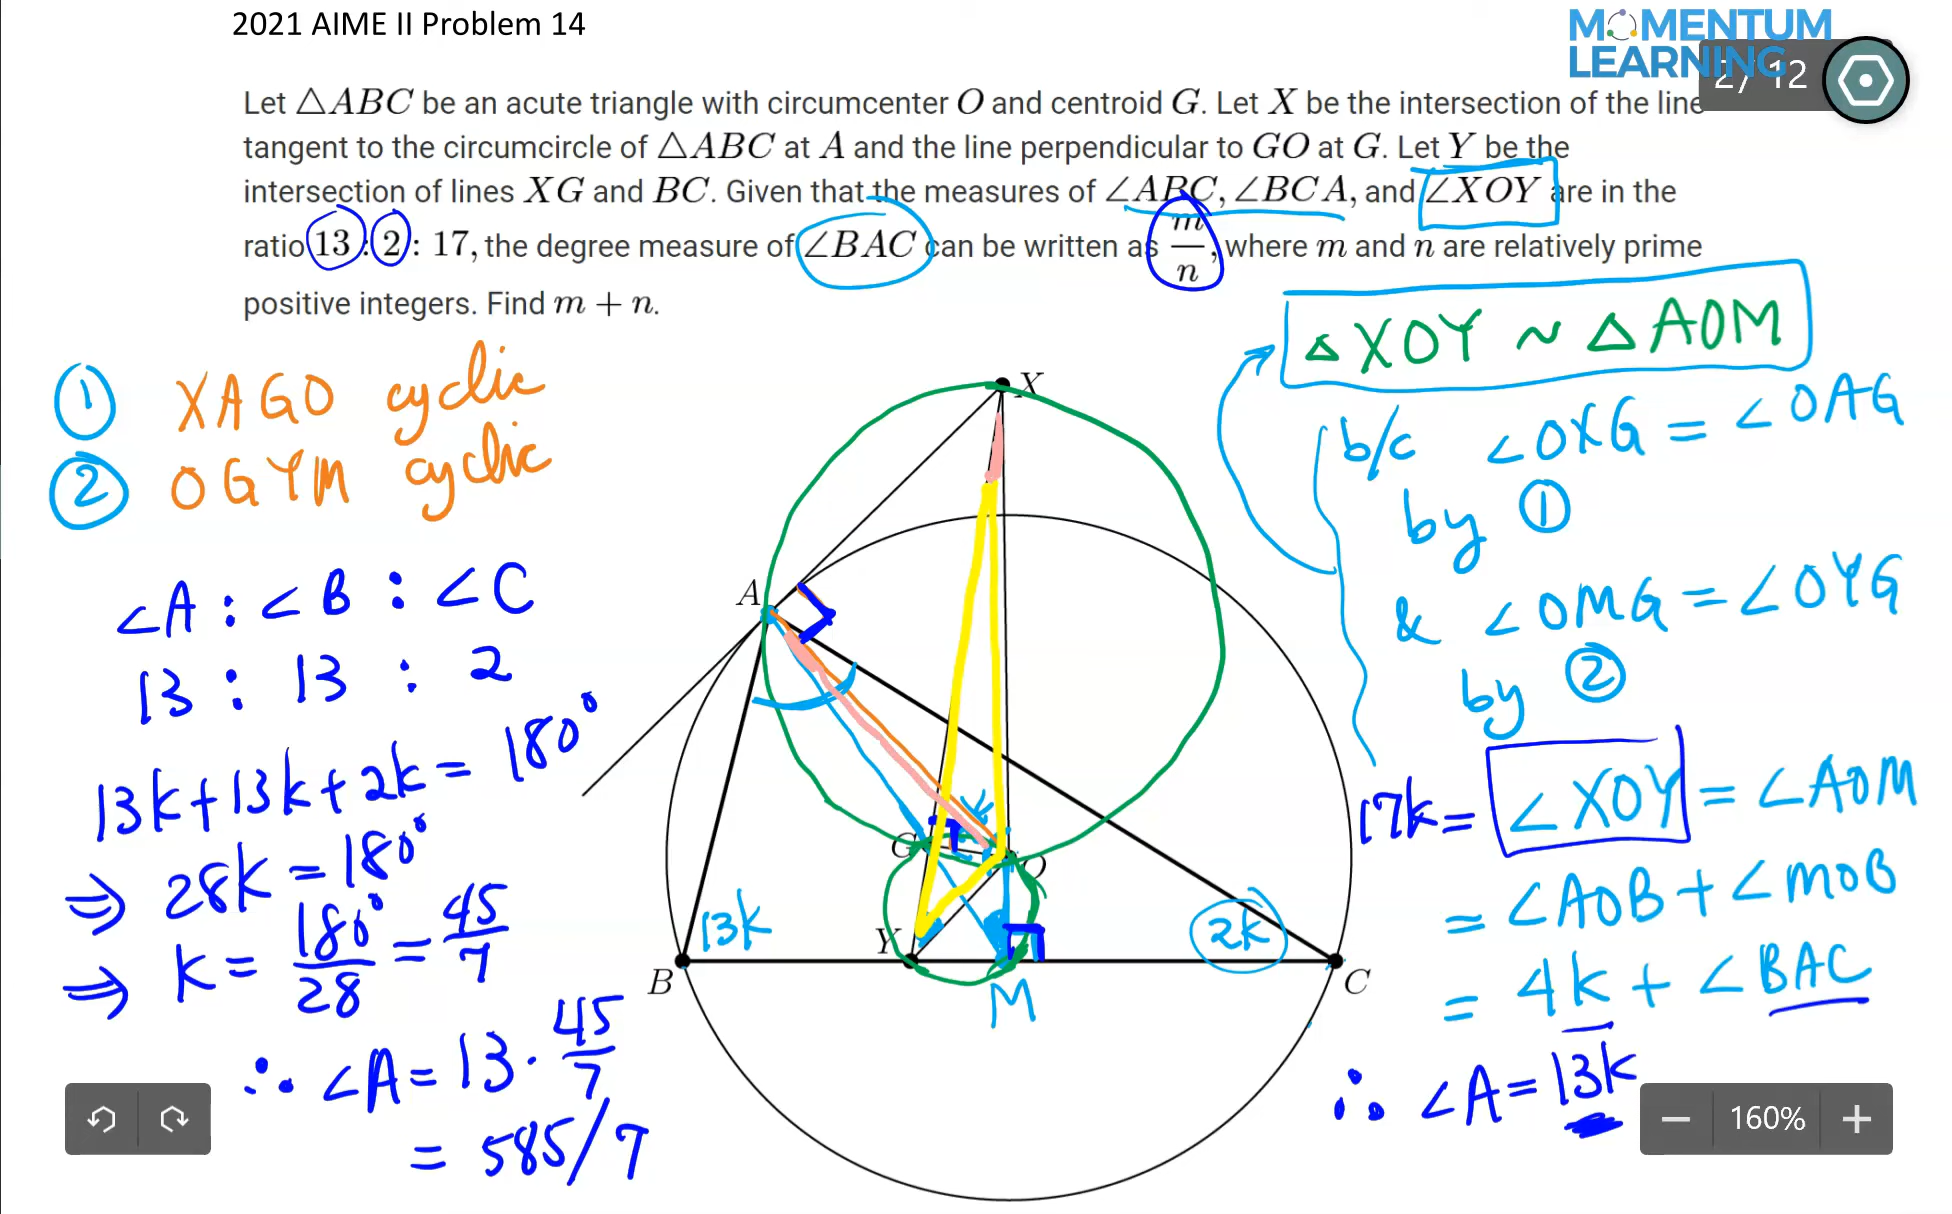 2021 AIME II Problem 14
MOMENTUM
LEARNING
2 / 12
Let △ABC be an acute triangle with circumcenter O and centroid G. Let X be the intersection of the line
tangent to the circumcircle of △ABC at A and the line perpendicular to GO at G. Let Y be the
intersection of lines XG and BC. Given that the measures of ∠ABC, ∠BCA, and ∠XOY are in the
ratio 13 : 2 : 17, the degree measure of ∠BAC can be written as m/n, where m and n are relatively prime
positive integers. Find m + n.
△XOY ~ △AOM
① XAGO cyclic
② OGYM cyclic
b/c ∠OXG = ∠OAG
by ①
& ∠OMG = ∠OYG
by ②
17k = ∠XOY = ∠AOM
= ∠AOB + ∠MOB
= 4k + ∠BAC
∴ ∠A = 13k
∠A : ∠B : ∠C
13 : 13 : 2
13k+13k+2k = 180°
⇒ 28k = 180°
⇒ k = 180°/28 = 45/7
∴ ∠A = 13 · 45/7
= 585/7
X
A
G
O
13k
2k
Y
B
M
C
160%